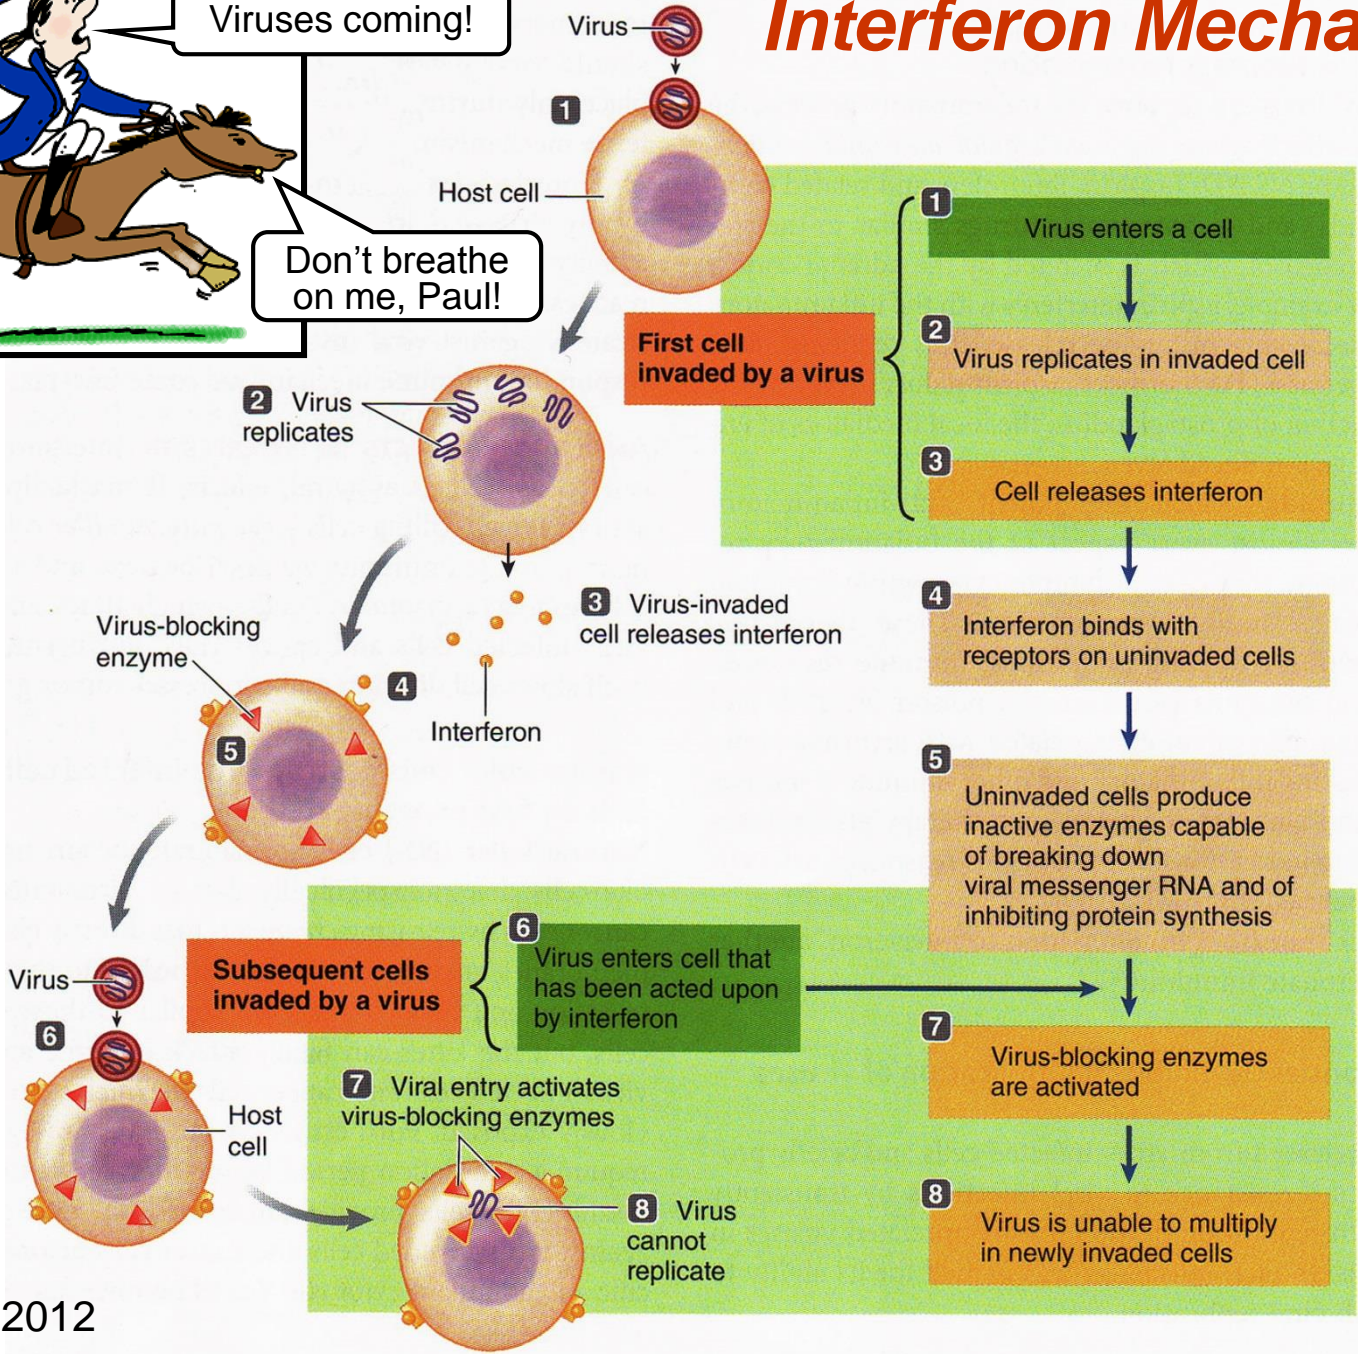 Viruses coming!
Don’t breathe
on me, Paul!
Interferon Mecha
Virus
1
Host cell
First cell
invaded by a virus
1
Virus enters a cell
2
Virus replicates in invaded cell
3
Cell releases interferon
2 Virus
replicates
3 Virus-invaded
cell releases interferon
Virus-blocking
enzyme
4
Interferon
5
4
Interferon binds with
receptors on uninvaded cells
5
Uninvaded cells produce
inactive enzymes capable
of breaking down
viral messenger RNA and of
inhibiting protein synthesis
Subsequent cells
invaded by a virus
6
Virus enters cell that
has been acted upon
by interferon
Virus
6
Host
cell
7 Viral entry activates
virus-blocking enzymes
8 Virus
cannot
replicate
7
Virus-blocking enzymes
are activated
8
Virus is unable to multiply
in newly invaded cells
2012